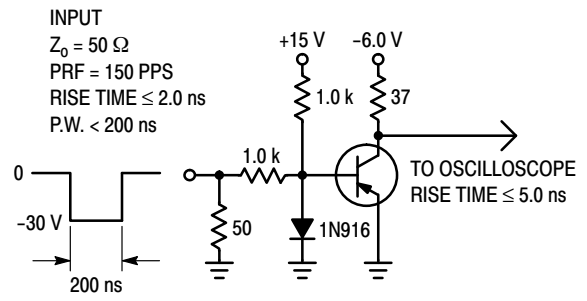 INPUT
Zo = 50 Ω
PRF = 150 PPS
RISE TIME ≤ 2.0 ns
P.W. < 200 ns
+15 V
−6.0 V
1.0 k
37
1.0 k
TO OSCILLOSCOPE
RISE TIME ≤ 5.0 ns
0
−30 V
50
1N916
200 ns